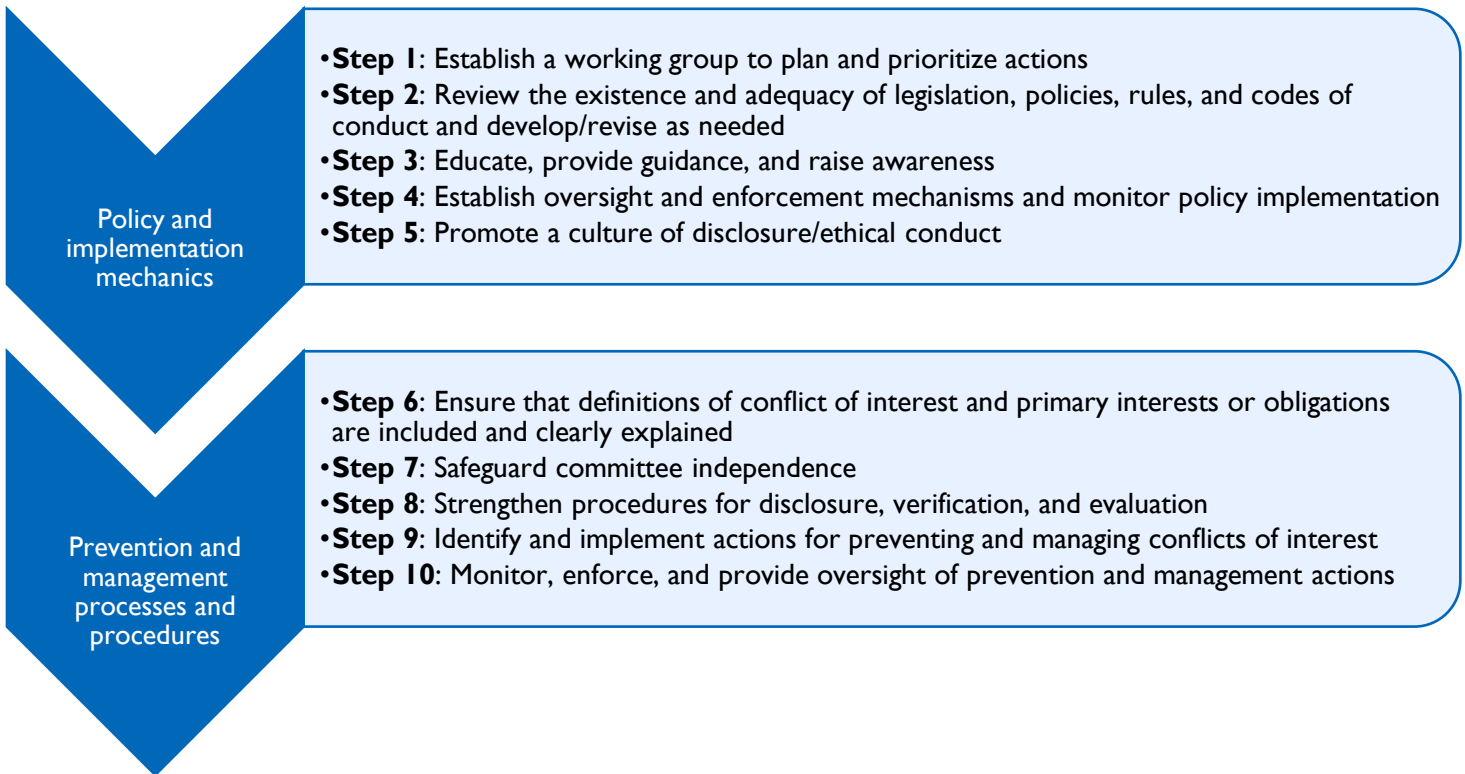 Policy and
implementation
mechanics
•Step 1: Establish a working group to plan and prioritize actions
•Step 2: Review the existence and adequacy of legislation, policies, rules, and codes of
conduct and develop/revise as needed
•Step 3: Educate, provide guidance, and raise awareness
•Step 4: Establish oversight and enforcement mechanisms and monitor policy implementation
•Step 5: Promote a culture of disclosure/ethical conduct
Prevention and
management
processes and
procedures
•Step 6: Ensure that definitions of conflict of interest and primary interests or obligations
are included and clearly explained
•Step 7: Safeguard committee independence
•Step 8: Strengthen procedures for disclosure, verification, and evaluation
•Step 9: Identify and implement actions for preventing and managing conflicts of interest
•Step 10: Monitor, enforce, and provide oversight of prevention and management actions